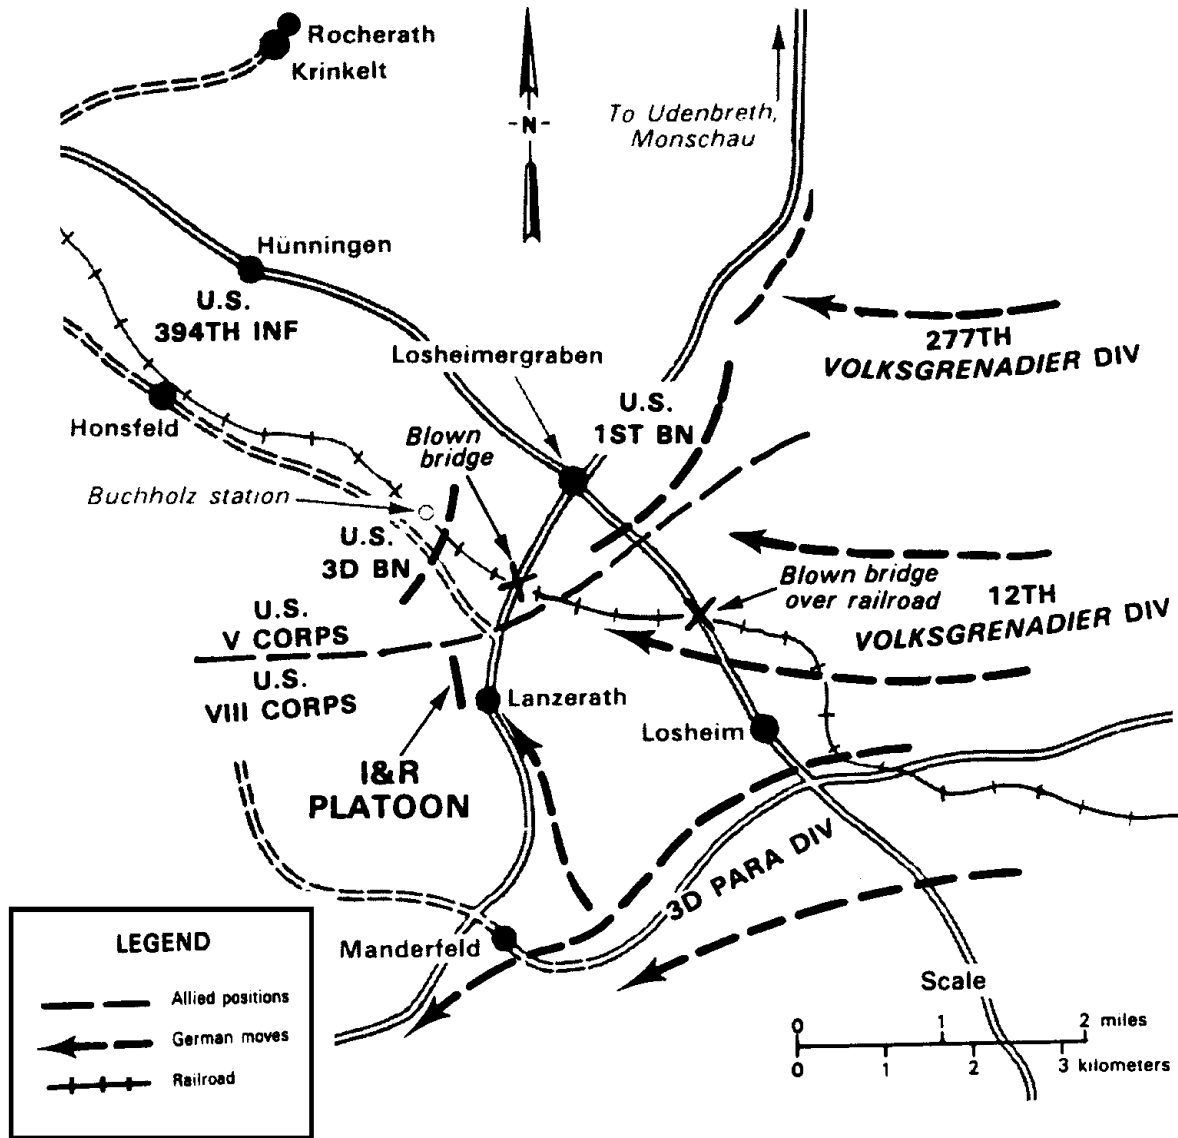 Rocherath
Krinkelt
-N-
To Udenbreth,
Monschau
Hünningen
U.S.
394TH INF
277TH
VOLKSGRENADIER DIV
Losheimergraben
Honsfeld
Blown
bridge
U.S.
1ST BN
Buchholz station
U.S.
3D BN
Blown bridge
over railroad
12TH
VOLKSGRENADIER DIV
U.S.
V CORPS
U.S.
VIII CORPS
Lanzerath
Losheim
I&R
PLATOON
3D PARA DIV
Manderfeld
LEGEND
Allied positions
German moves
Railroad
Scale
0 1 2 miles
0 1 2 3 kilometers